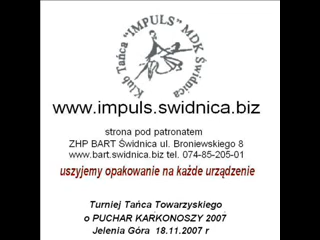 Klub Tańca "IMPULS" MDK Świdnica
www.impuls.swidnica.biz
strona pod patronatem
ZHP BART Świdnica ul. Broniewskiego 8
www.bart.swidnica.biz tel. 074-85-205-01
uszyjemy opakowanie na każde urządzenie
Turniej Tańca Towarzyskiego
o PUCHAR KARKONOSZY 2007
Jelenia Góra 18.11.2007 r